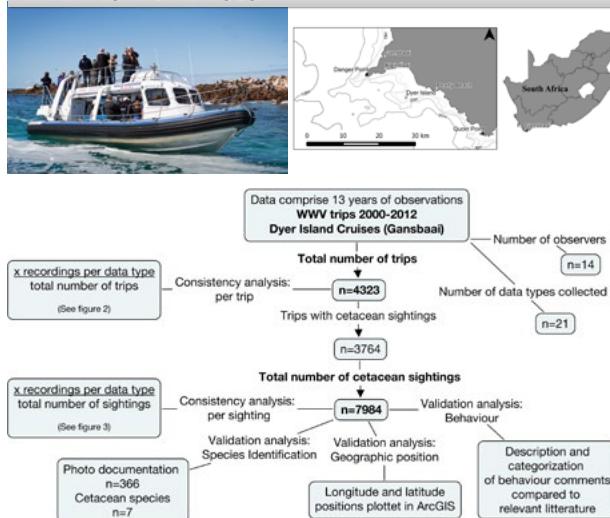 Danger Point
Dyer Island
Quoin Point
0 10 20 30 km
South Africa
Data comprise 13 years of observations
WWV trips 2000-2012
Dyer Island Cruises (Gansbaai)
Number of observers
n=14
Number of data types collected
n=21
Total number of trips
x recordings per data type
total number of trips
(See figure 2)
Consistency analysis:
per trip
n=4323
Trips with cetacean sightings
n=3764
Total number of cetacean sightings
x recordings per data type
total number of sightings
(See figure 3)
Consistency analysis:
per sighting
n=7984
Validation analysis:
Behaviour
Validation analysis:
Species Identification
Validation analysis:
Geographic position
Photo documentation
n=366
Cetacean species
n=7
Longitude and latitude
positions plottet in ArcGIS
Description and
categorization
of behaviour comments
compared to
relevant litterature